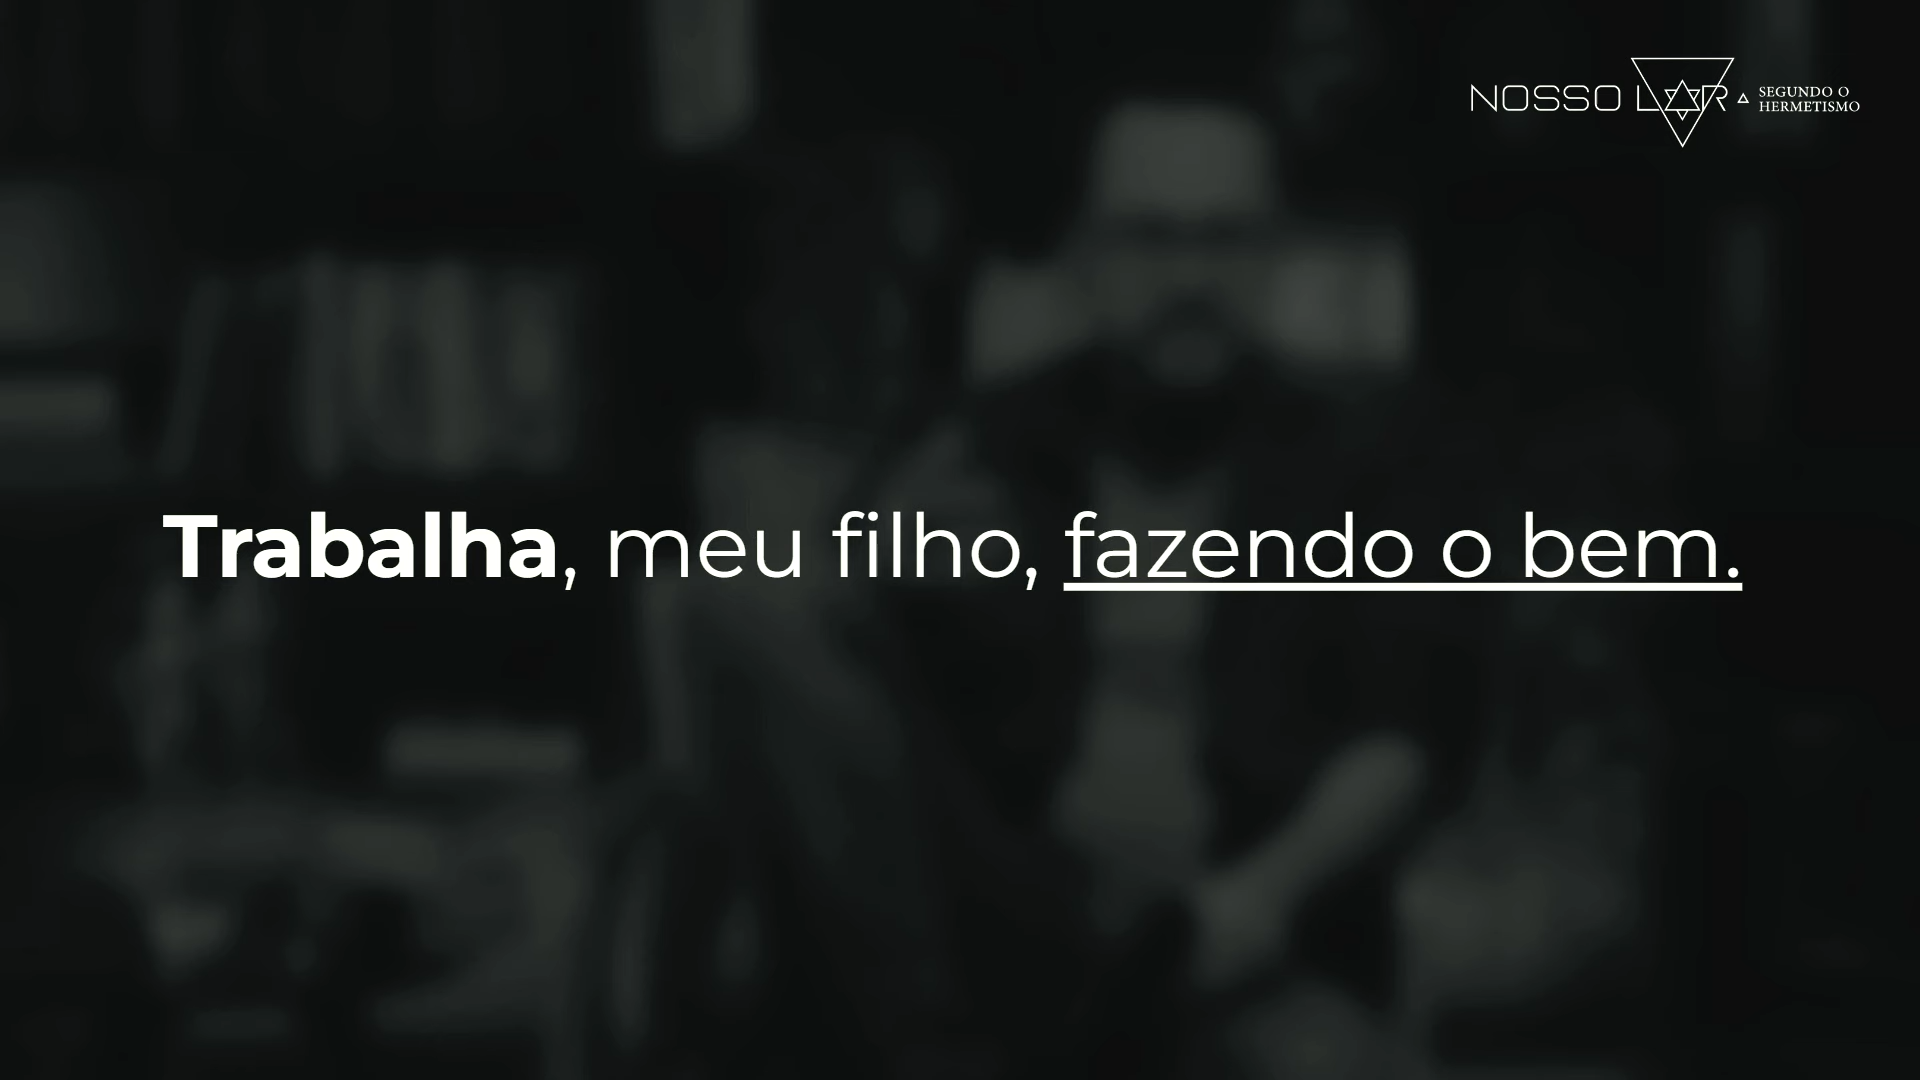 NOSSO LAR
SEGUNDO O
HERMETISMO
Trabalha, meu filho, fazendo o bem.